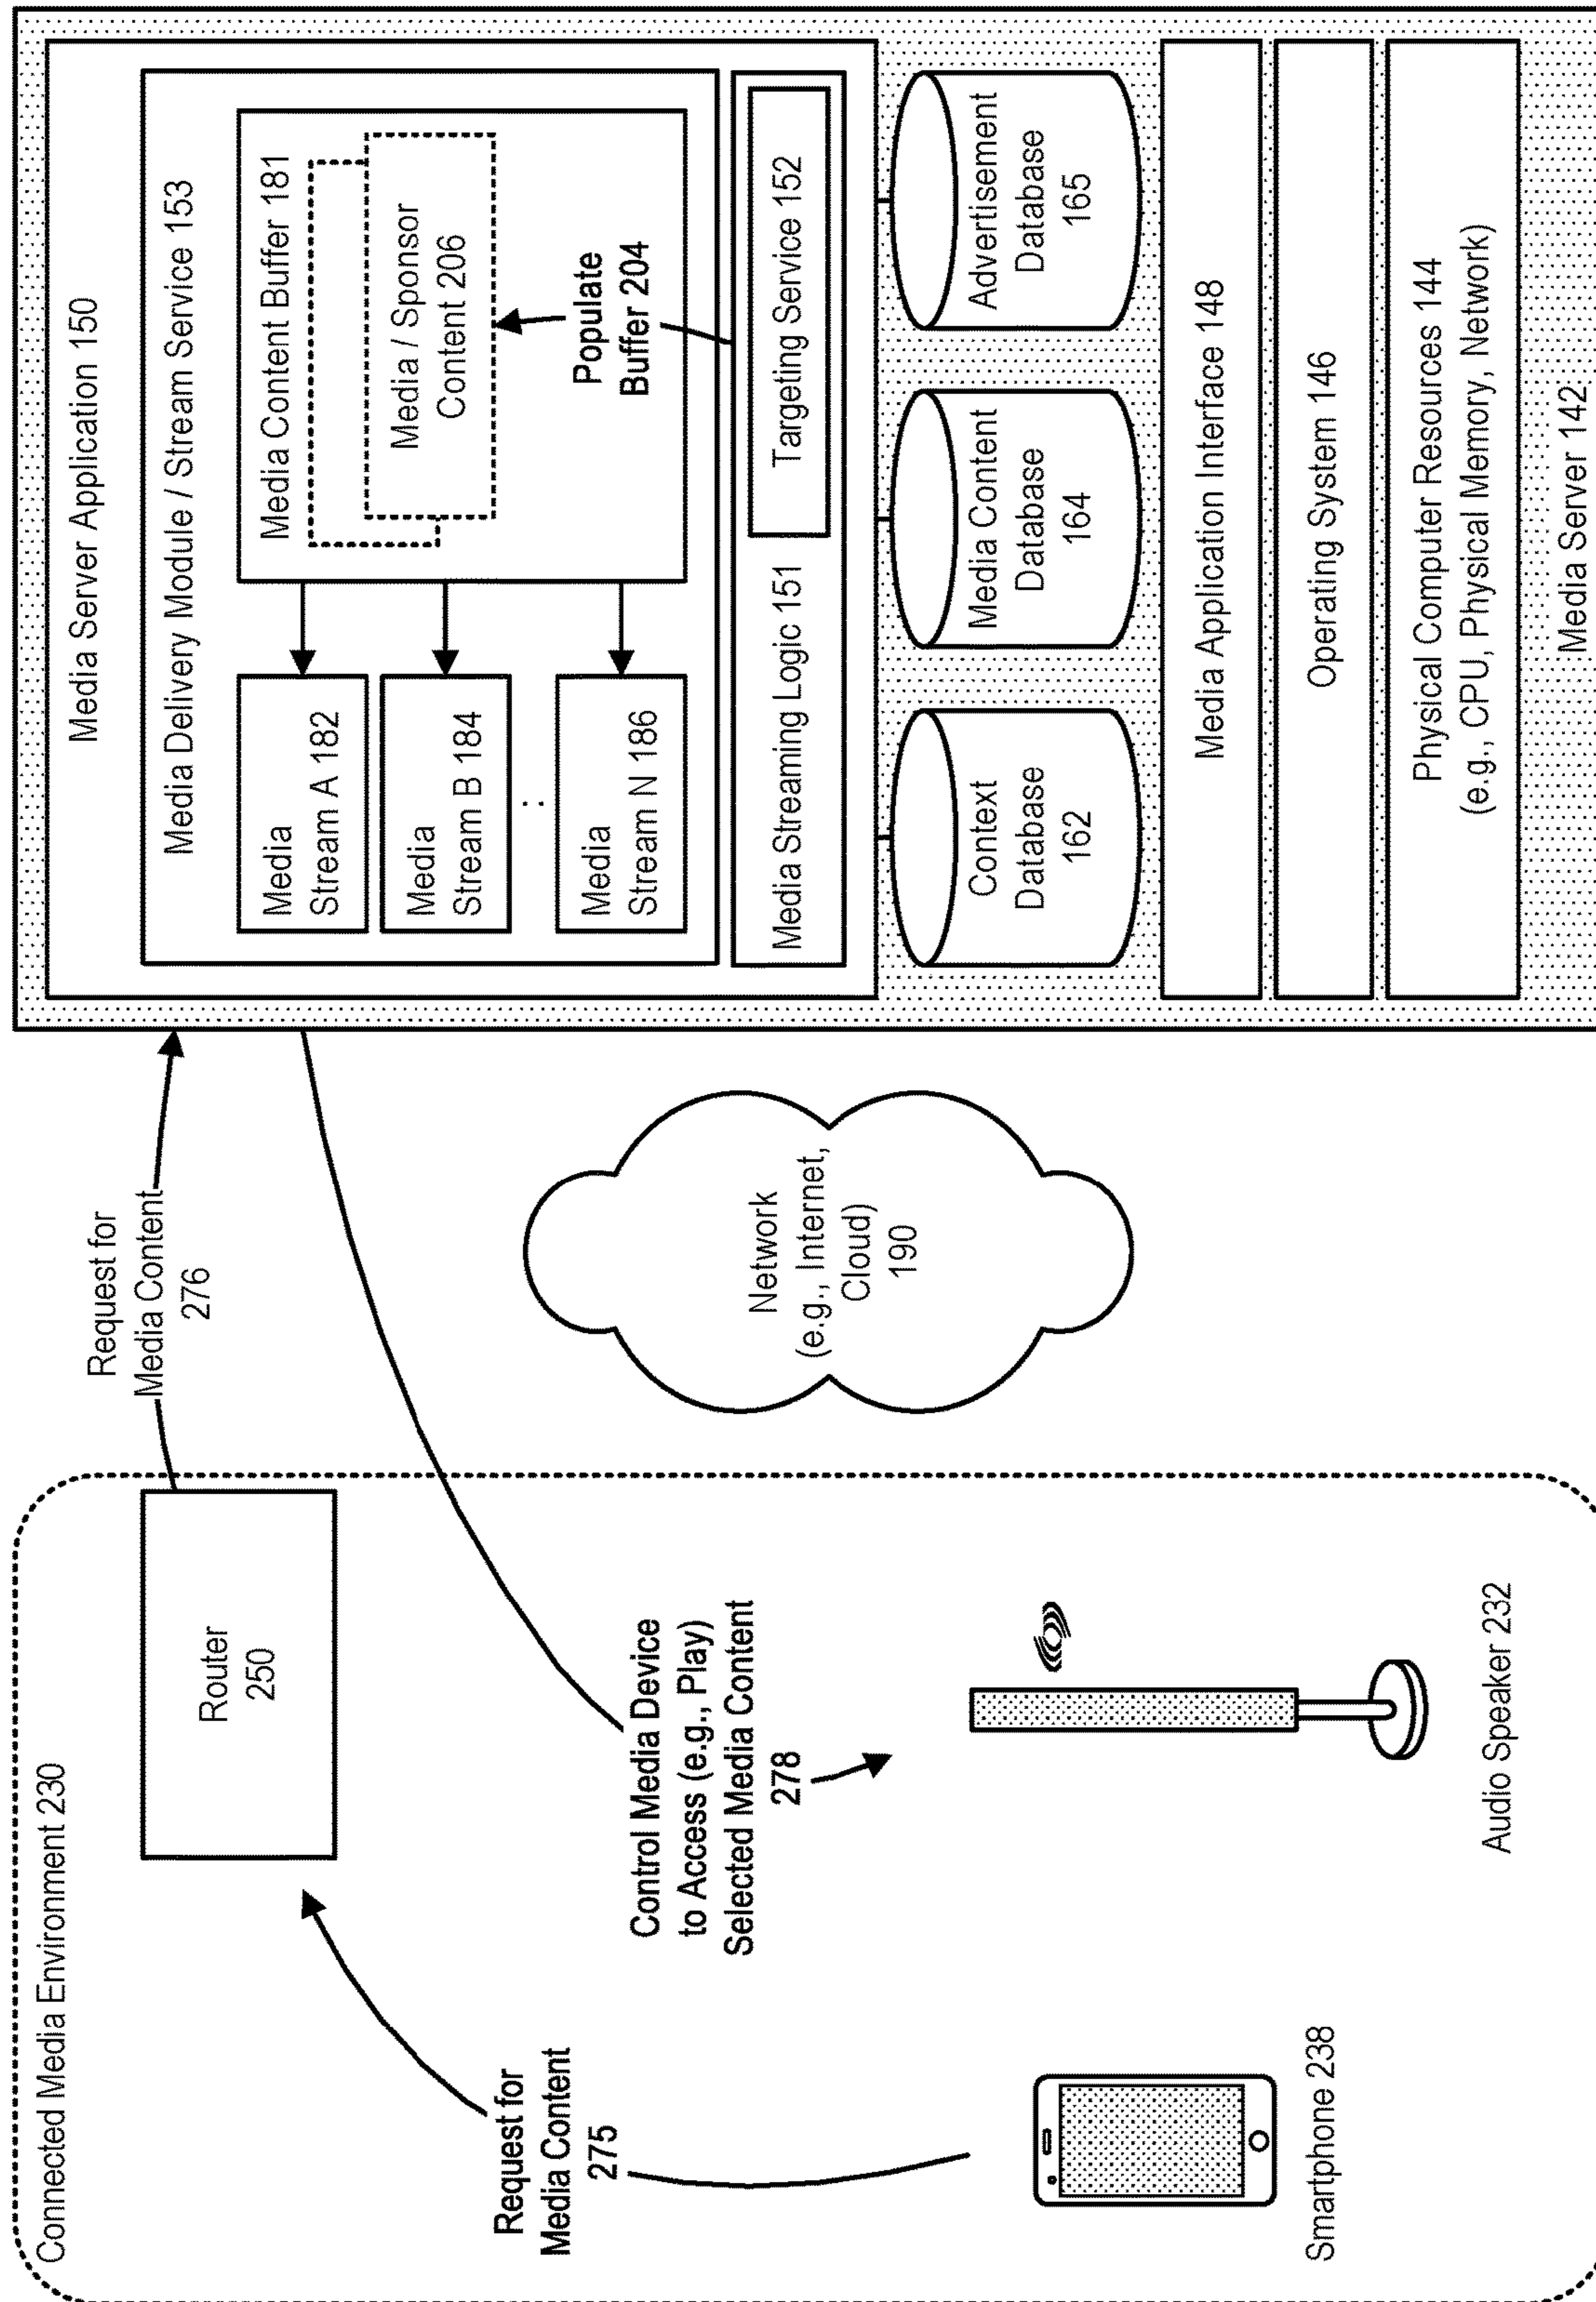 Connected Media Environment 230
Router
250
Request for
Media Content
275
Control Media Device
to Access (e.g., Play)
Selected Media Content
278
Smartphone 238
Audio Speaker 232
Request for
Media Content
276
Network
(e.g., Internet,
Cloud)
190
Media Server Application 150
Media Delivery Module / Stream Service 153
Media
Stream A 182
Media
Stream B 184
:
Media
Stream N 186
Media Content Buffer 181
Media / Sponsor
Content 206
Populate
Buffer 204
Media Streaming Logic 151
Targeting Service 152
Context
Database
162
Media Content
Database
164
Advertisement
Database
165
Media Application Interface 148
Operating System 146
Physical Computer Resources 144
(e.g., CPU, Physical Memory, Network)
Media Server 142